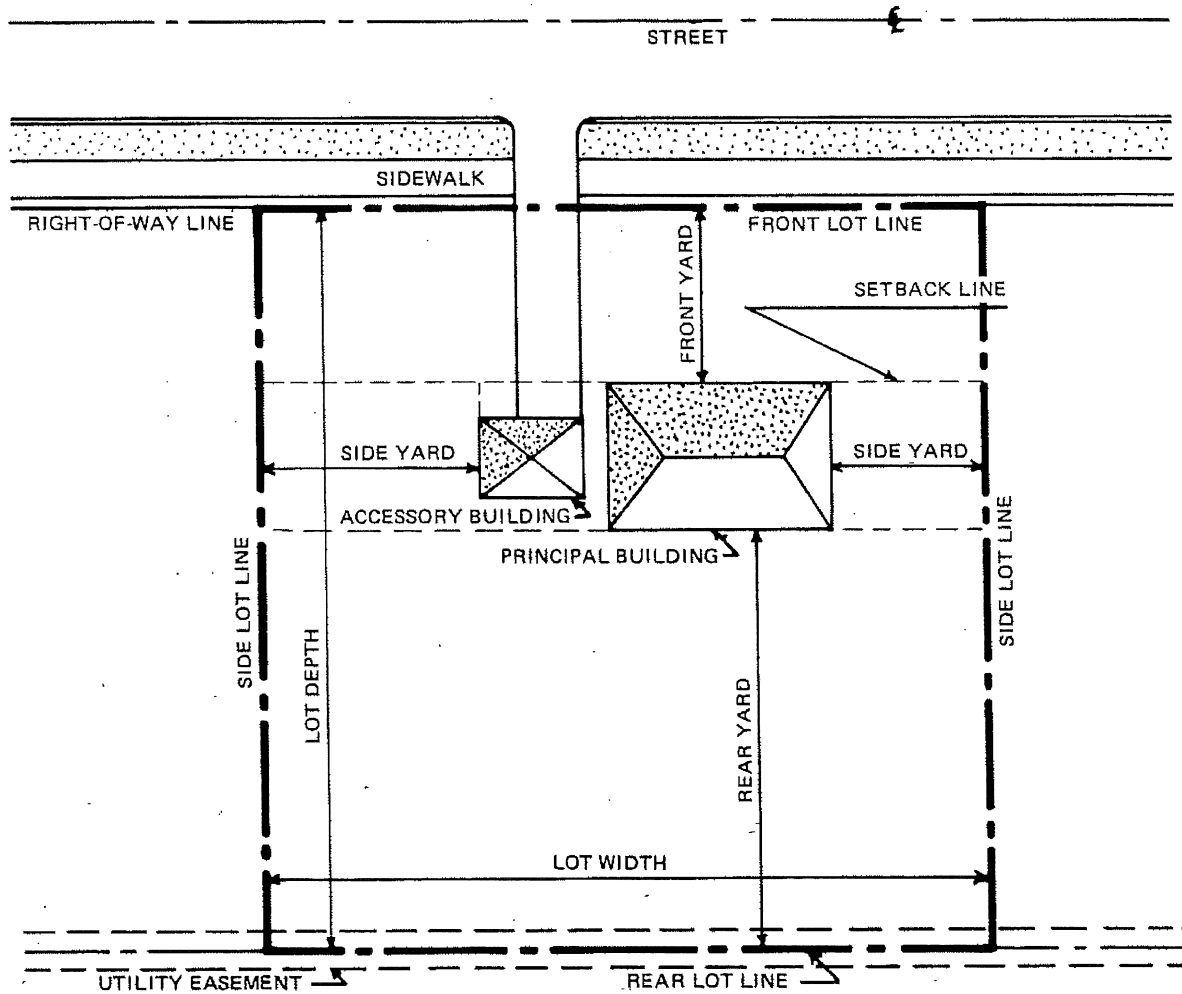 ℄
STREET
SIDEWALK
RIGHT-OF-WAY LINE
FRONT LOT LINE
FRONT YARD
SETBACK LINE
SIDE YARD
SIDE YARD
ACCESSORY BUILDING
PRINCIPAL BUILDING
SIDE LOT LINE
SIDE LOT LINE
LOT DEPTH
REAR YARD
LOT WIDTH
UTILITY EASEMENT
REAR LOT LINE